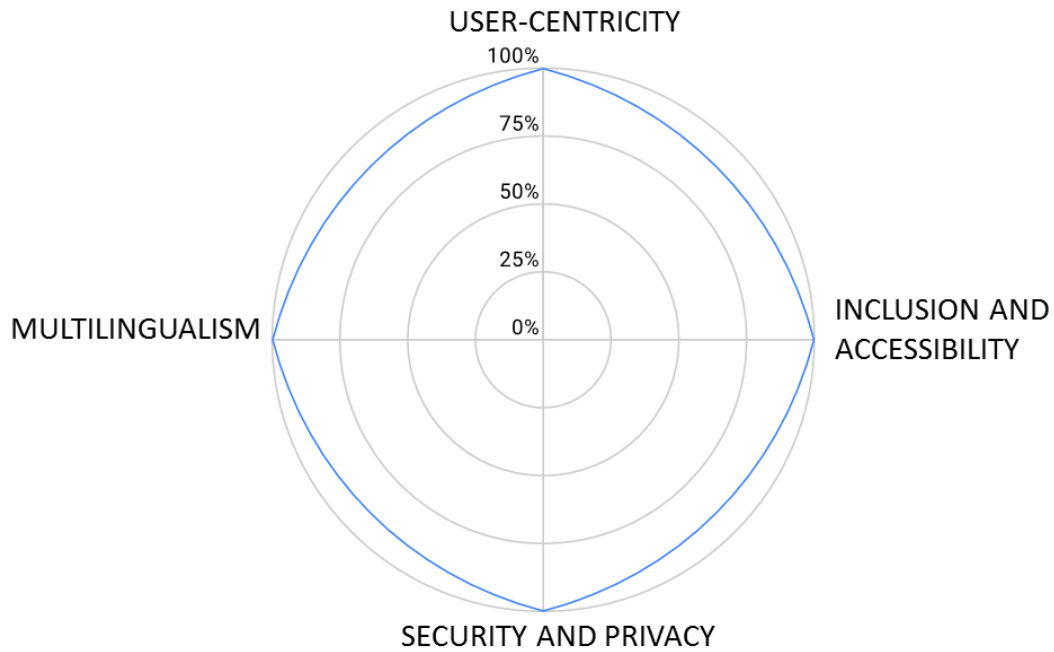 USER-CENTRICITY
100%
75%
50%
25%
0%
MULTILINGUALISM
INCLUSION AND
ACCESSIBILITY
SECURITY AND PRIVACY